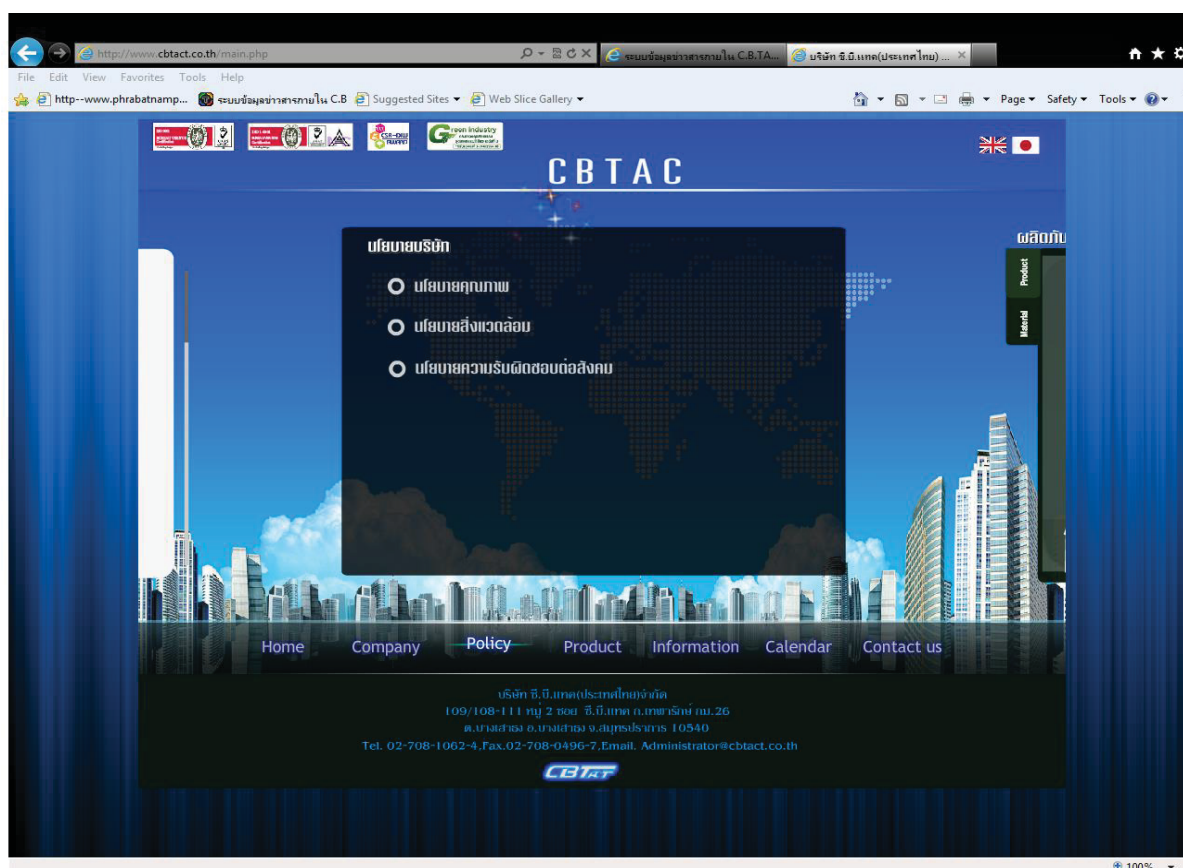 http://www.cbtact.co.th/main.php
ระบบข้อมูลข่าวสารภายใน C.B.TA...
บริษัท ซี.บี.แทค(ประเทศไทย) ...
File Edit View Favorites Tools Help
http--www.phrabatnamp... ระบบข้อมูลข่าวสารภายใน C.B Suggested Sites Web Slice Gallery Page Safety Tools
Green industry
CSR-DIW
CBTAC
นโยบายบริษัท
นโยบายคุณภาพ
นโยบายสิ่งแวดล้อม
นโยบายความรับผิดชอบต่อสังคม
ผลิตภั
Product
Material
Home Company Policy Product Information Calendar Contact us
บริษัท ซี.บี.แทค(ประเทศไทย)จำกัด
109/108-111 หมู่ 2 ซอย ซี.บี.แทค ถ.เทพารักษ์ กม.26
ต.บางเสาธง อ.บางเสาธง จ.สมุทรปราการ 10540
Tel. 02-708-1062-4,Fax.02-708-0496-7,Email. Administrator@cbtact.co.th
CBTAT
100%